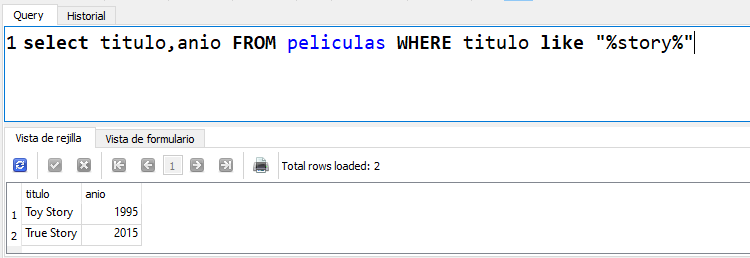 Query Historial
1 select titulo,anio FROM peliculas WHERE titulo like "%story%"
Vista de rejilla Vista de formulario
1 Total rows loaded: 2
titulo anio
1 Toy Story 1995
2 True Story 2015